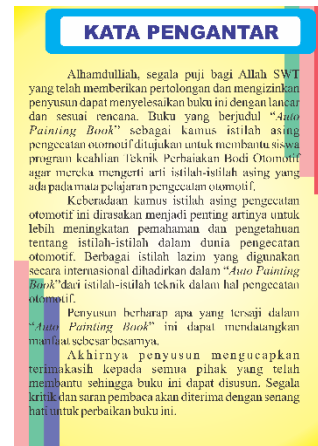 KATA PENGANTAR
Alhamdulliah, segala puji bagi Allah SWT
yang telah memberikan pertolongan dan mengizinkan
penyusun dapat menyelesaikan buku ini dengan lancar
dan sesuai rencana. Buku yang berjudul “Auto
Painting Book” sebagai kamus istilah asing
pengecatan otomotif ditujukan untuk membantu siswa
program keahlian Teknik Perbaiakan Bodi Otomotif
agar mereka mengerti arti istilah-istilah asing yang
ada pada mata pelajaran pengecatan otomotif.
Keberadaan kamus istilah asing pengecatan
otomotif ini dirasakan menjadi penting artinya untuk
lebih meningkatan pemahaman dan pengetahuan
tentang istilah-istilah dalam dunia pengecatan
otomotif. Berbagai istilah lazim yang digunakan
secara internasional dihadirkan dalam “Auto Painting
Book”dari istilah-istilah teknik dalam hal pengecatan
otomotif.
Penyusun berharap apa yang tersaji dalam
“Auto Painting Book” ini dapat mendatangkan
manfaat sebesar besarnya.
Akhirnya penyusun mengucapkan
terimakasih kepada semua pihak yang telah
membantu sehingga buku ini dapat disusun. Segala
kritik dan saran pembaca akan diterima dengan senang
hati untuk perbaikan buku ini.